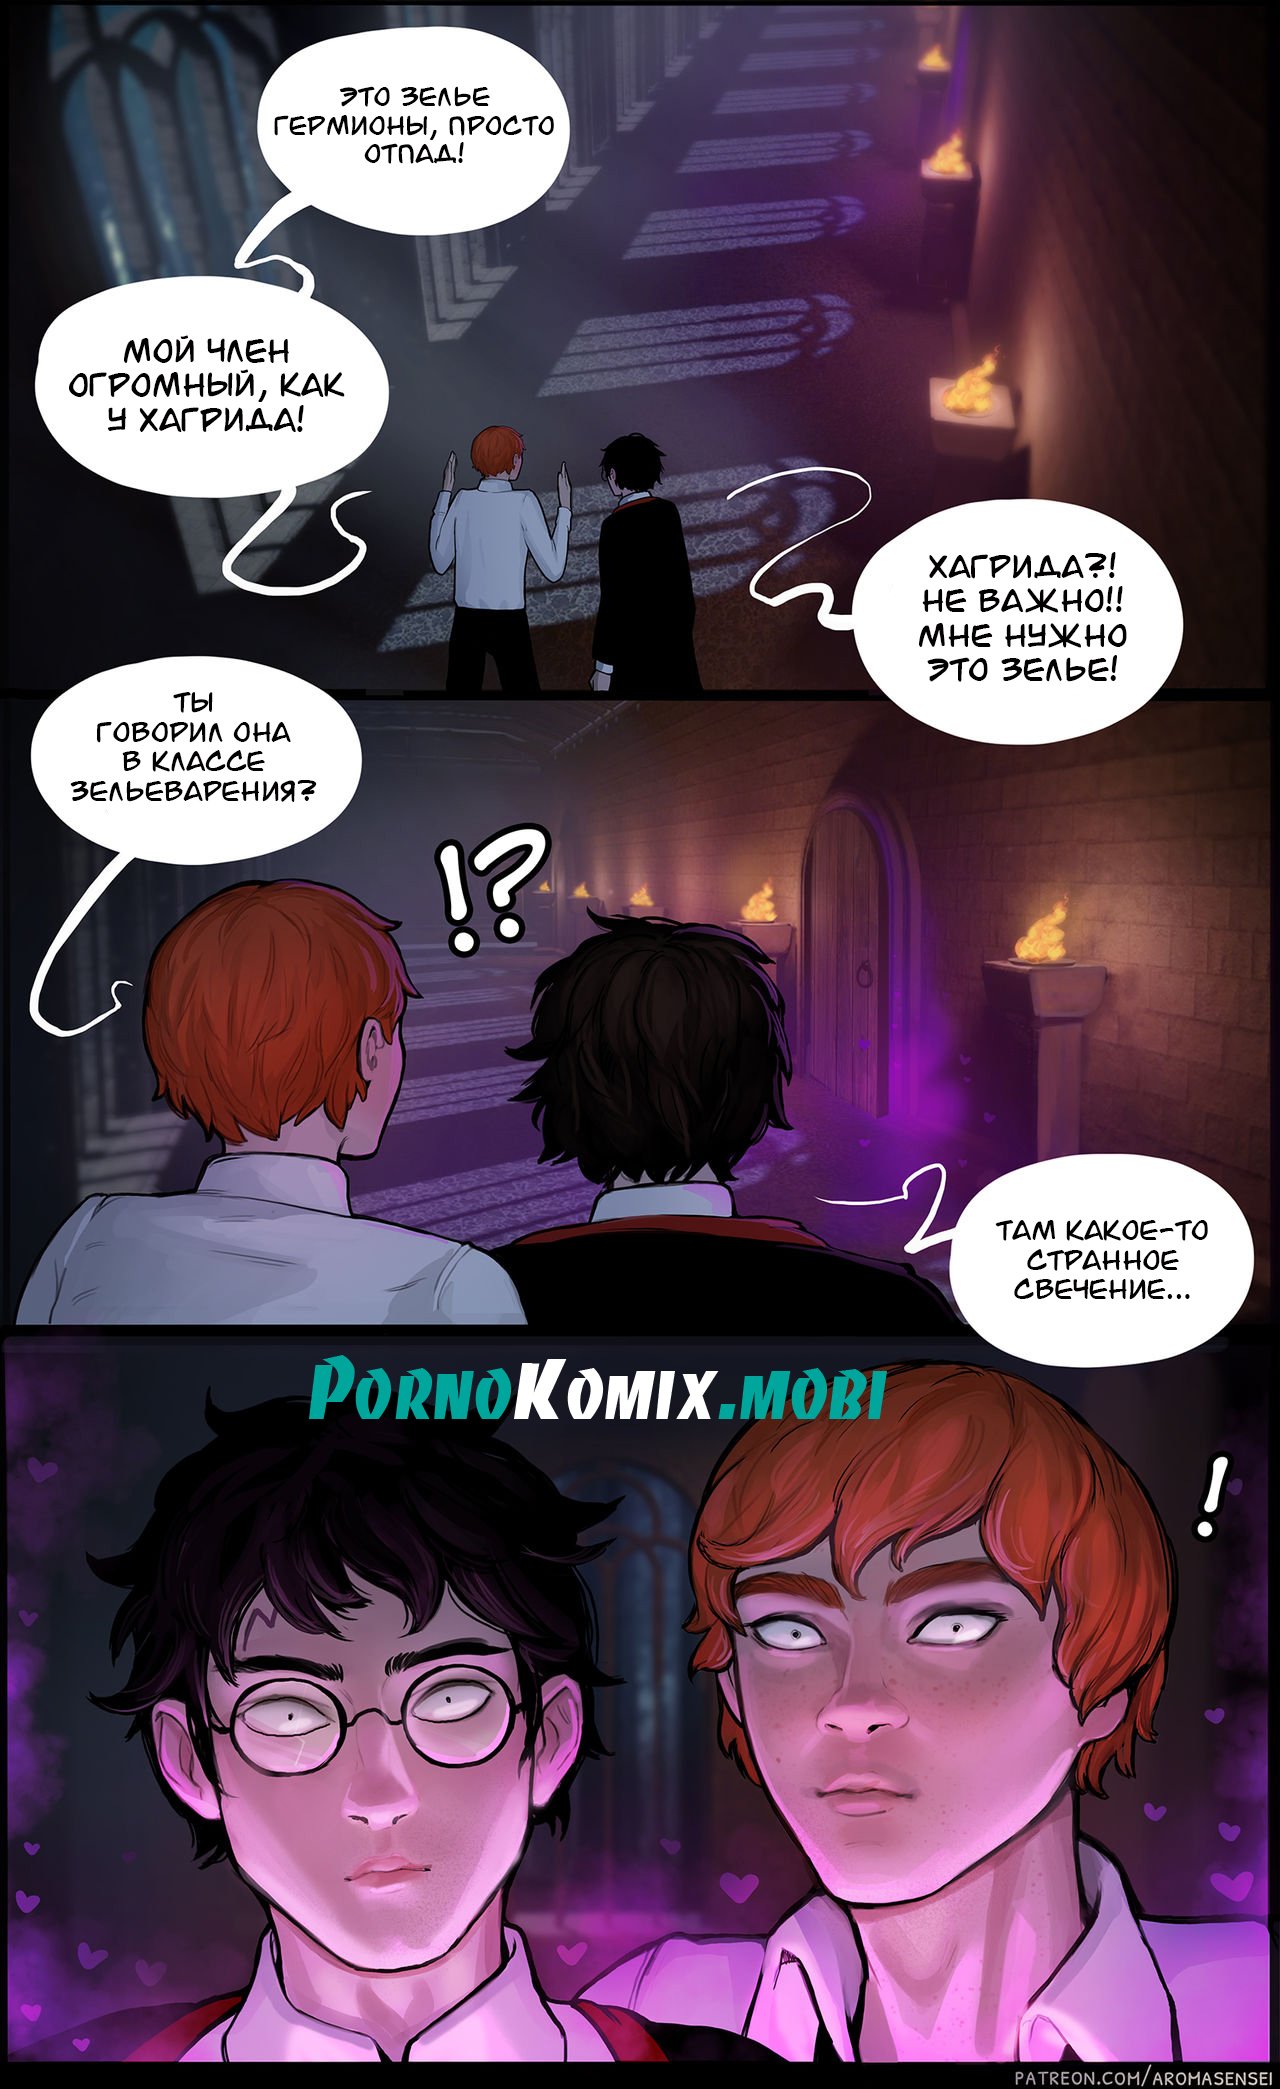 ЭТО ЗЕЛЬЕ
ГЕРМИОНЫ, ПРОСТО
ОТПАД!
МОЙ ЧЛЕН
ОГРОМНЫЙ, КАК
У ХАГРИДА!
ХАГРИДА?!
НЕ ВАЖНО!!
МНЕ НУЖНО
ЭТО ЗЕЛЬЕ!
ТЫ
ГОВОРИЛ ОНА
В КЛАССЕ
ЗЕЛЬЕВАРЕНИЯ?
!?
ТАМ КАКОЕ-ТО
СТРАННОЕ
СВЕЧЕНИЕ...
PORNOKOMIX.MOBI
!
PATREON.COM/AROMASENSEI